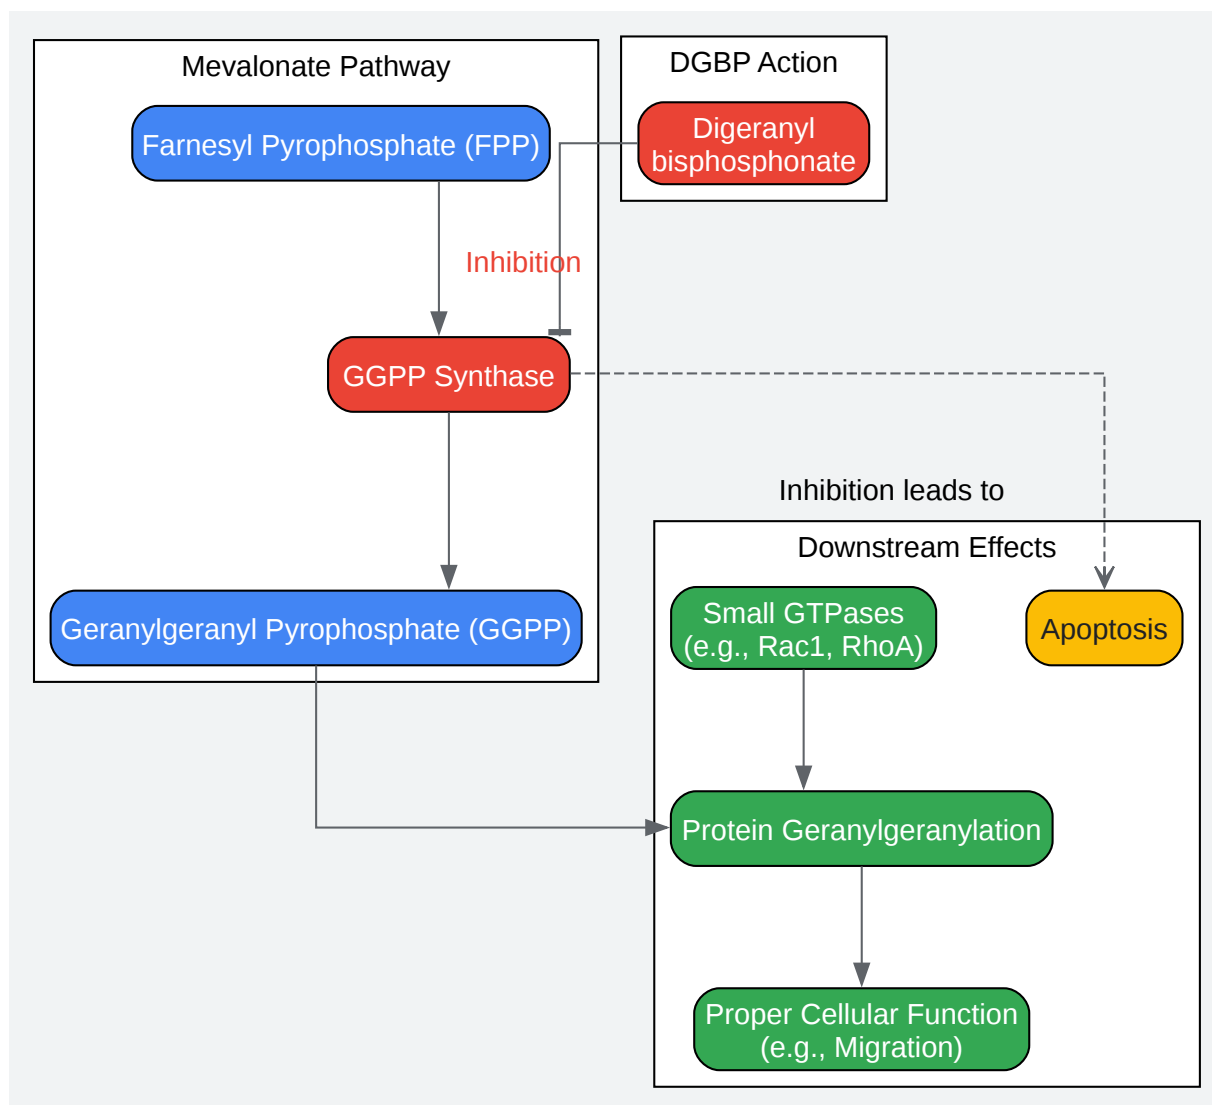 Mevalonate Pathway
Farnesyl Pyrophosphate (FPP)
DGBP Action
Digeranyl
bisphosphonate
Inhibition
GGPP Synthase
Geranylgeranyl Pyrophosphate (GGPP)
Inhibition leads to
Downstream Effects
Small GTPases
(e.g., Rac1, RhoA)
Apoptosis
Protein Geranylgeranylation
Proper Cellular Function
(e.g., Migration)